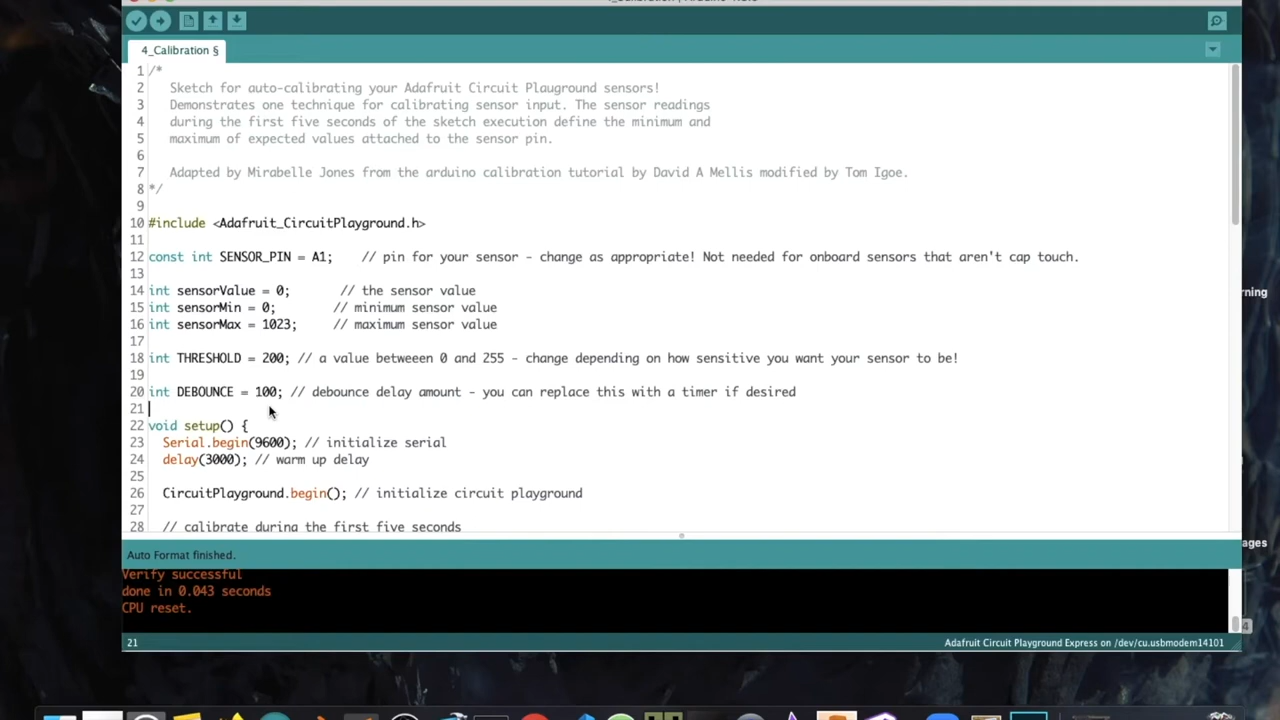 4_Calibration §
1 /*
2 Sketch for auto-calibrating your Adafruit Circuit Plauground sensors!
3 Demonstrates one technique for calibrating sensor input. The sensor readings
4 during the first five seconds of the sketch execution define the minimum and
5 maximum of expected values attached to the sensor pin.
6
7 Adapted by Mirabelle Jones from the arduino calibration tutorial by David A Mellis modified by Tom Igoe.
8 */
9
10 #include <Adafruit_CircuitPlayground.h>
11
12 const int SENSOR_PIN = A1; // pin for your sensor - change as appropriate! Not needed for onboard sensors that aren't cap touch.
13
14 int sensorValue = 0; // the sensor value
15 int sensorMin = 0; // minimum sensor value
16 int sensorMax = 1023; // maximum sensor value
17
18 int THRESHOLD = 200; // a value betweeen 0 and 255 - change depending on how sensitive you want your sensor to be!
19
20 int DEBOUNCE = 100; // debounce delay amount - you can replace this with a timer if desired
21
22 void setup() {
23 Serial.begin(9600); // initialize serial
24 delay(3000); // warm up delay
25
26 CircuitPlayground.begin(); // initialize circuit playground
27
28 // calibrate during the first five seconds
rning
ages
Auto Format finished.
Verify successful
done in 0.043 seconds
CPU reset.
4
21 Adafruit Circuit Playground Express on /dev/cu.usbmodem14101